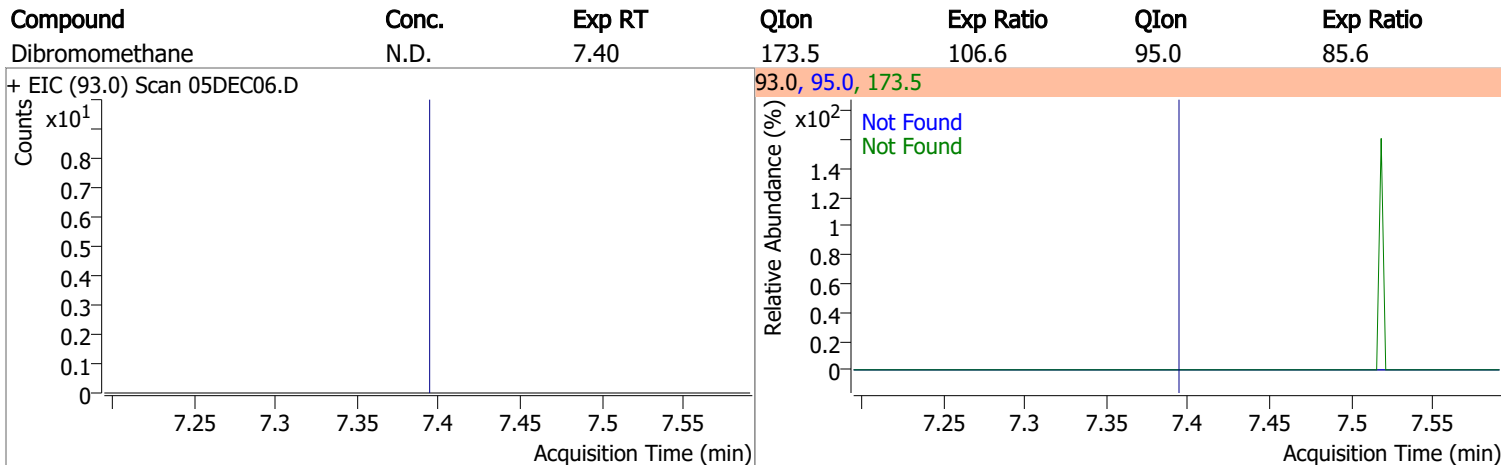 Compound Conc. Exp RT QIon Exp Ratio QIon Exp Ratio
Dibromomethane N.D. 7.40 173.5 106.6 95.0 85.6
+ EIC (93.0) Scan 05DEC06.D
Counts
x101
0.8
0.7
0.6
0.5
0.4
0.3
0.2
0.1
0
7.25 7.3 7.35 7.4 7.45 7.5 7.55
Acquisition Time (min)
93.0, 95.0, 173.5
Relative Abundance (%)
x102
Not Found
Not Found
1.4
1.2
1
0.8
0.6
0.4
0.2
0
7.25 7.3 7.35 7.4 7.45 7.5 7.55
Acquisition Time (min)